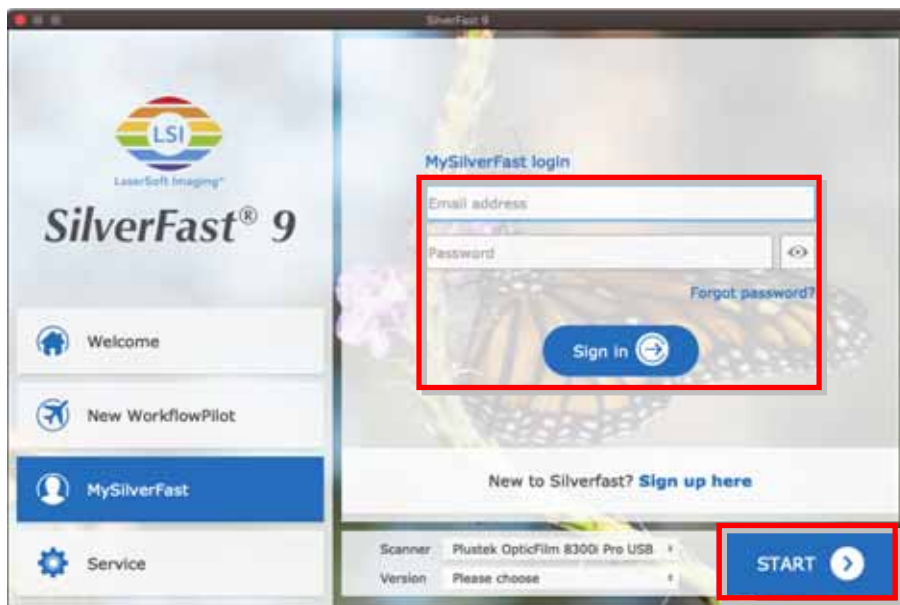 SilverFast 9
LSI
LaserSoft Imaging™
SilverFast® 9
Welcome
New WorkflowPilot
MySilverFast
Service
MySilverFast login
Email address
Password
Forgot password?
Sign in
New to Silverfast? Sign up here
Scanner Plustek OpticFilm 8300i Pro USB
Version Please choose
START